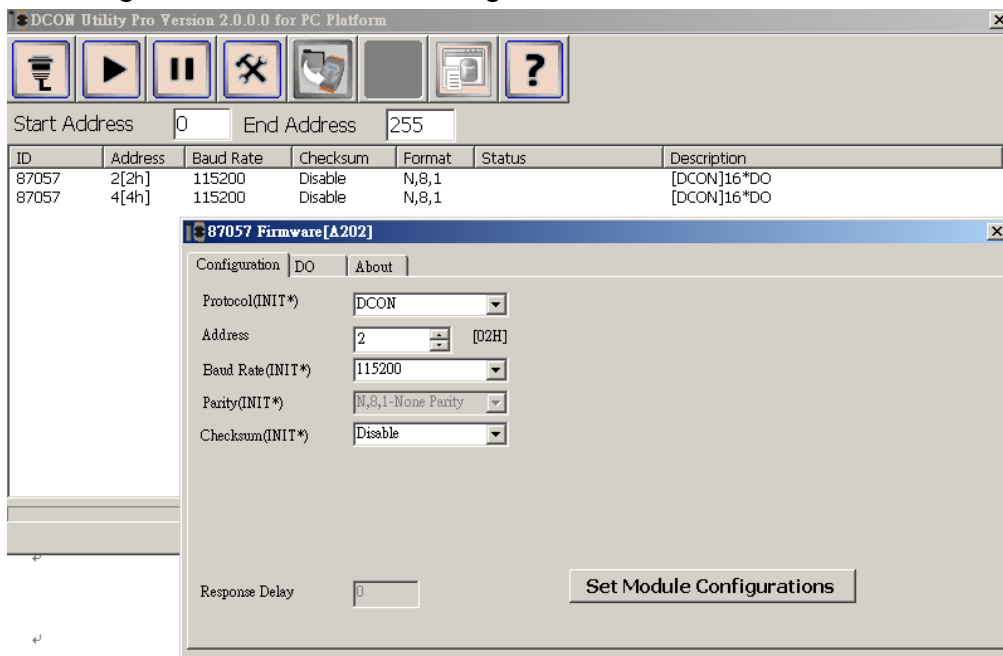 DCON Utility Pro Version 2.0.0.0 for PC Platform
Start Address 0 End Address 255
ID Address Baud Rate Checksum Format Status Description
87057 2[2h] 115200 Disable N,8,1 [DCON]16*DO
87057 4[4h] 115200 Disable N,8,1 [DCON]16*DO
87057 Firmware[A202]
Configuration DO About
Protocol(INIT*) DCON
Address 2 [02H]
Baud Rate(INIT*) 115200
Parity(INIT*) N,8,1-None Parity
Checksum(INIT*) Disable
Response Delay 0 Set Module Configurations